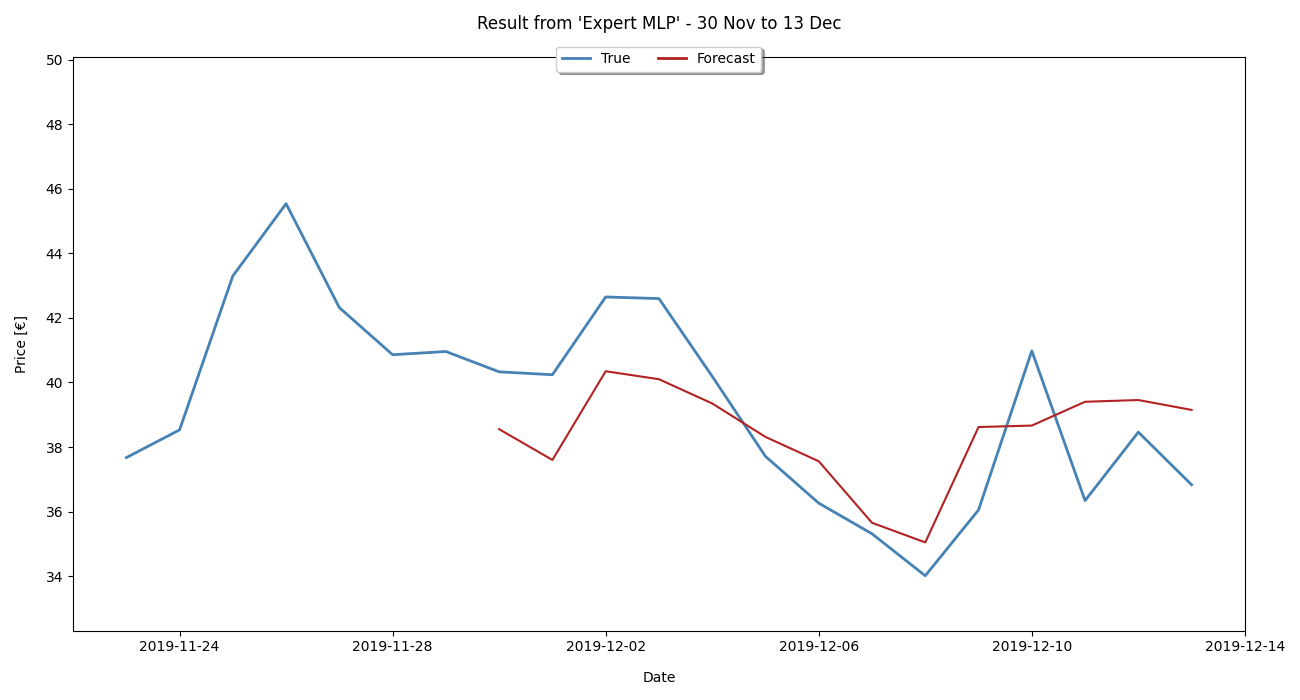 Result from 'Expert MLP' - 30 Nov to 13 Dec
True Forecast
50
48
46
44
42
40
38
36
34
Price [€]
2019-11-24 2019-11-28 2019-12-02 2019-12-06 2019-12-10 2019-12-14
Date